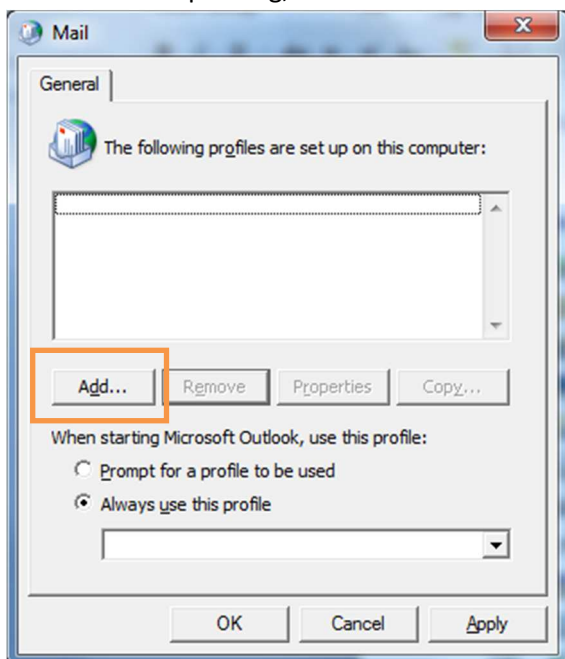 Mail
General
The following profiles are set up on this computer:
Add... Remove Properties Copy...
When starting Microsoft Outlook, use this profile:
Prompt for a profile to be used
Always use this profile
OK Cancel Apply